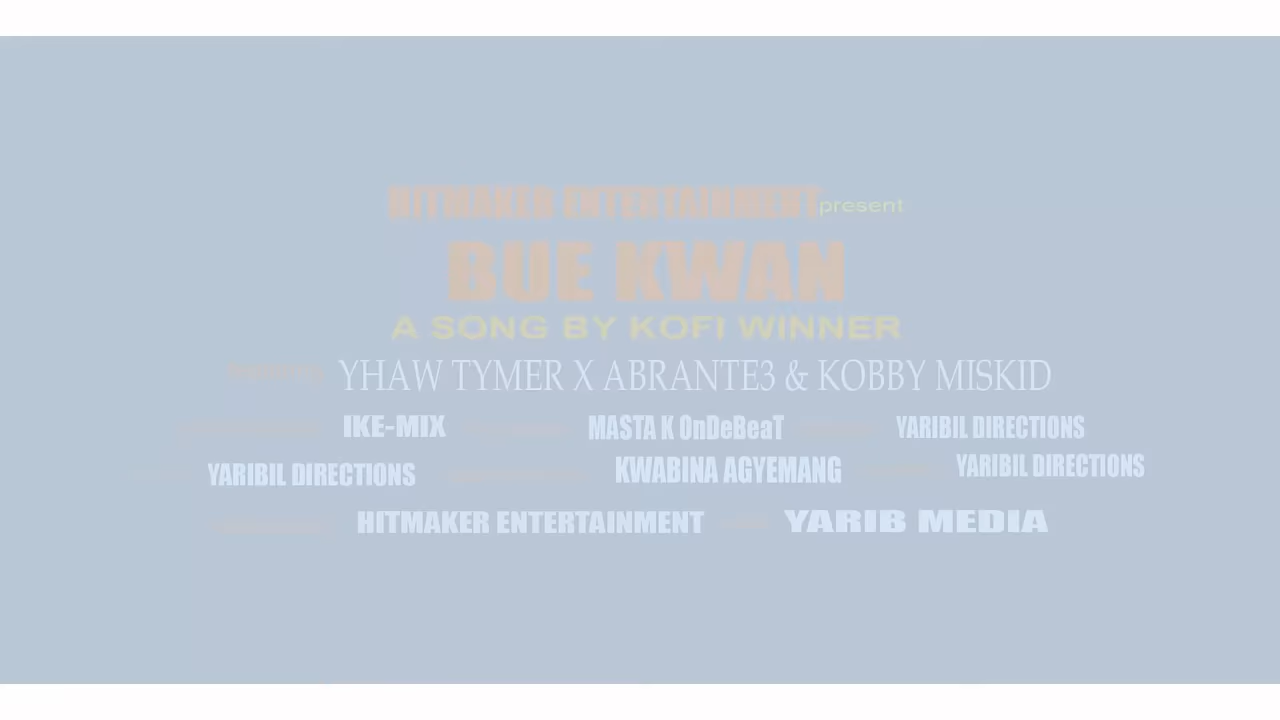 HITMAKER ENTERTAINMENT present
BUE KWAN
A SONG BY KOFI WINNER
YHAW TYMER X ABRANTE3 & KOBBY MISKID
IKE-MIX MASTA K OnDeBeaT YARIBIL DIRECTIONS
YARIBIL DIRECTIONS KWABINA AGYEMANG YARIBIL DIRECTIONS
HITMAKER ENTERTAINMENT YARIB MEDIA